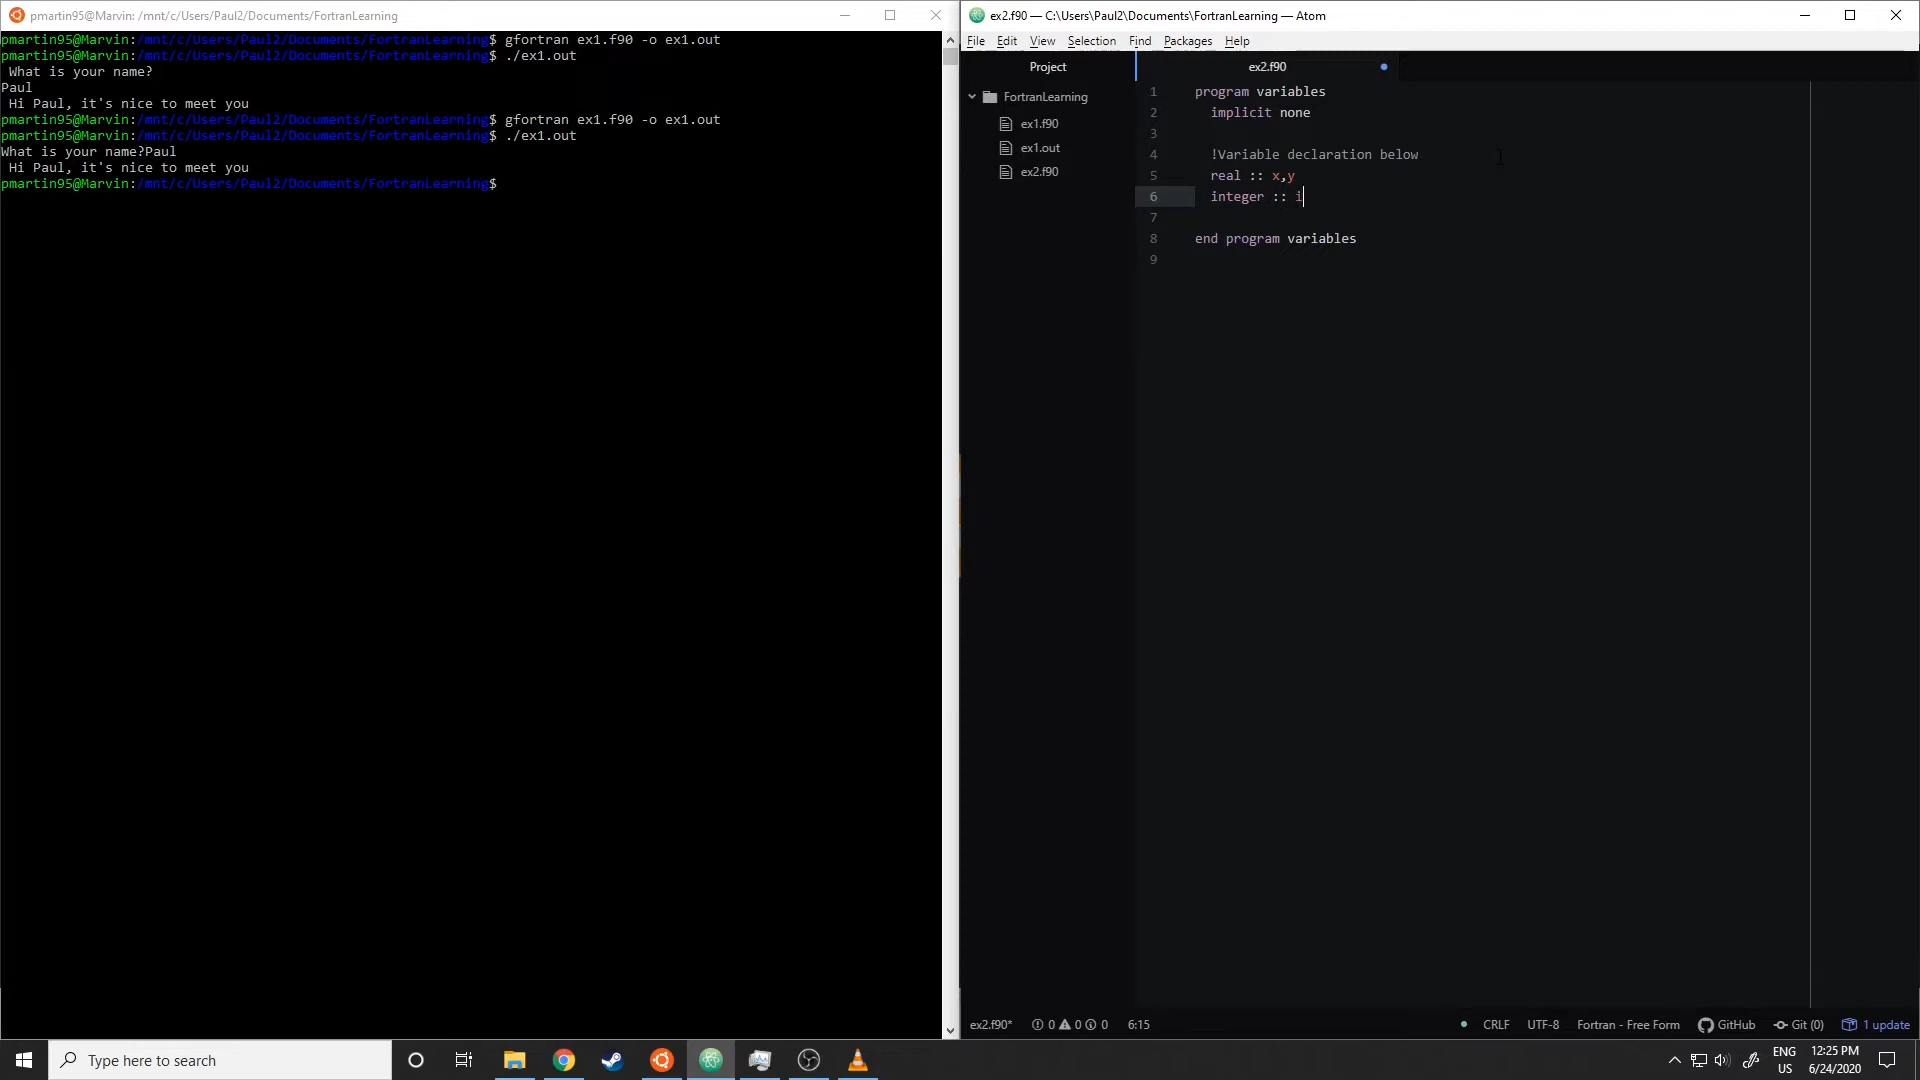 pmartin95@Marvin: /mnt/c/Users/Paul2/Documents/FortranLearning
pmartin95@Marvin:/mnt/c/Users/Paul2/Documents/FortranLearning$ gfortran ex1.f90 -o ex1.out
pmartin95@Marvin:/mnt/c/Users/Paul2/Documents/FortranLearning$ ./ex1.out
What is your name?
Paul
Hi Paul, it's nice to meet you
pmartin95@Marvin:/mnt/c/Users/Paul2/Documents/FortranLearning$ gfortran ex1.f90 -o ex1.out
pmartin95@Marvin:/mnt/c/Users/Paul2/Documents/FortranLearning$ ./ex1.out
What is your name?Paul
Hi Paul, it's nice to meet you
pmartin95@Marvin:/mnt/c/Users/Paul2/Documents/FortranLearning$
ex2.f90 — C:\Users\Paul2\Documents\FortranLearning — Atom
File Edit View Selection Find Packages Help
Project
FortranLearning
ex1.f90
ex1.out
ex2.f90
ex2.f90
1 program variables
2 implicit none
3
4 !Variable declaration below
5 real :: x,y
6 integer :: i
7
8 end program variables
9
ex2.f90* 0 0 0 6:15 CRLF UTF-8 Fortran - Free Form GitHub Git (0) 1 update
Type here to search
ENG
US
12:25 PM
6/24/2020